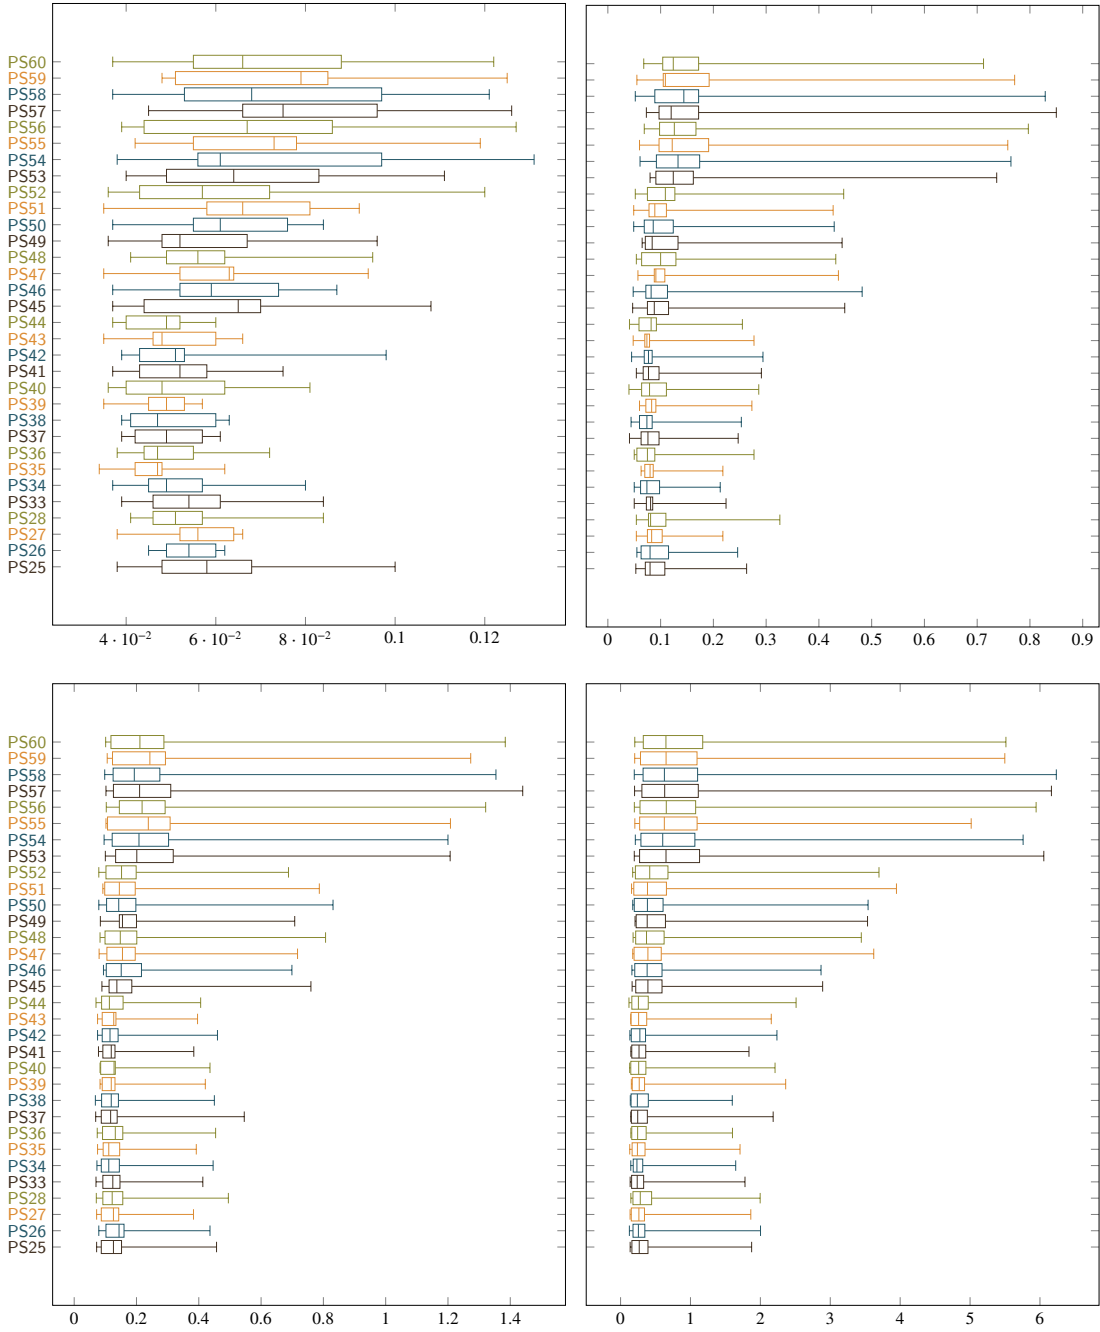 PS60
PS59
PS58
PS57
PS56
PS55
PS54
PS53
PS52
PS51
PS50
PS49
PS48
PS47
PS46
PS45
PS44
PS43
PS42
PS41
PS40
PS39
PS38
PS37
PS36
PS35
PS34
PS33
PS28
PS27
PS26
PS25
4 · 10⁻² 6 · 10⁻² 8 · 10⁻² 0.1 0.12
0 0.1 0.2 0.3 0.4 0.5 0.6 0.7 0.8 0.9
PS60
PS59
PS58
PS57
PS56
PS55
PS54
PS53
PS52
PS51
PS50
PS49
PS48
PS47
PS46
PS45
PS44
PS43
PS42
PS41
PS40
PS39
PS38
PS37
PS36
PS35
PS34
PS33
PS28
PS27
PS26
PS25
0 0.2 0.4 0.6 0.8 1 1.2 1.4
0 1 2 3 4 5 6